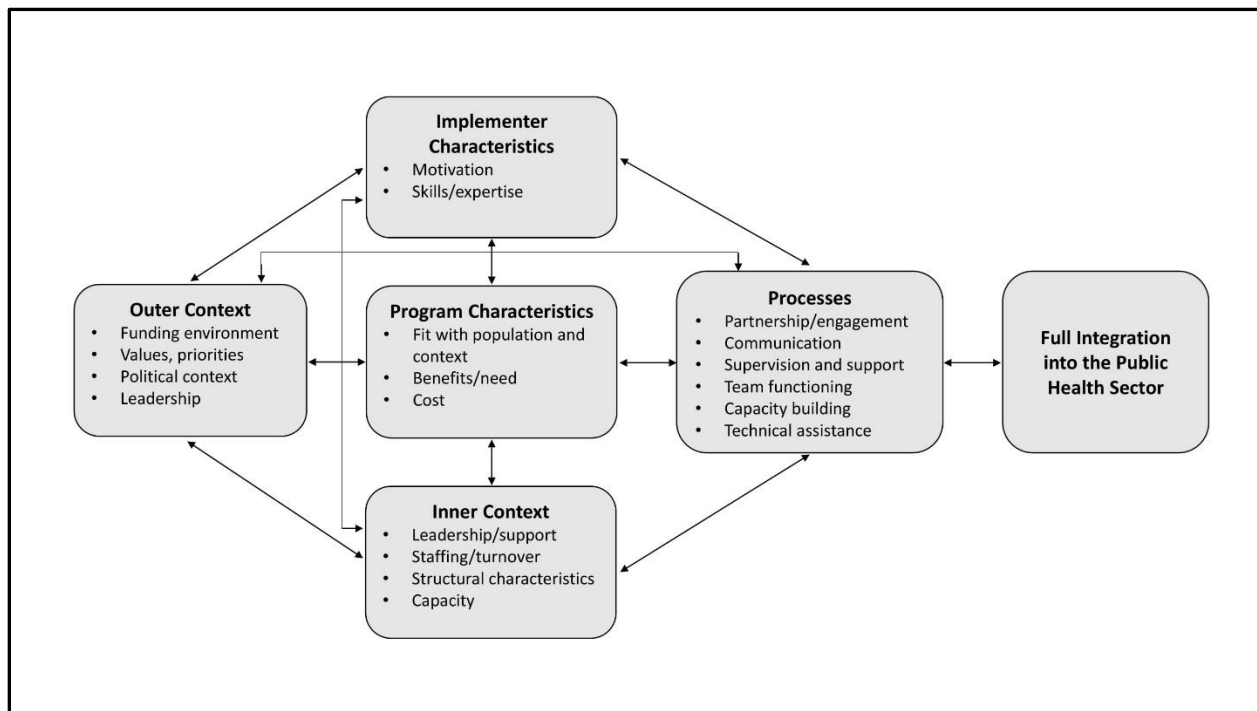 Implementer
Characteristics
• Motivation
• Skills/expertise
Outer Context
• Funding environment
• Values, priorities
• Political context
• Leadership
Program Characteristics
• Fit with population and
context
• Benefits/need
• Cost
Processes
• Partnership/engagement
• Communication
• Supervision and support
• Team functioning
• Capacity building
• Technical assistance
Full Integration
into the Public
Health Sector
Inner Context
• Leadership/support
• Staffing/turnover
• Structural characteristics
• Capacity